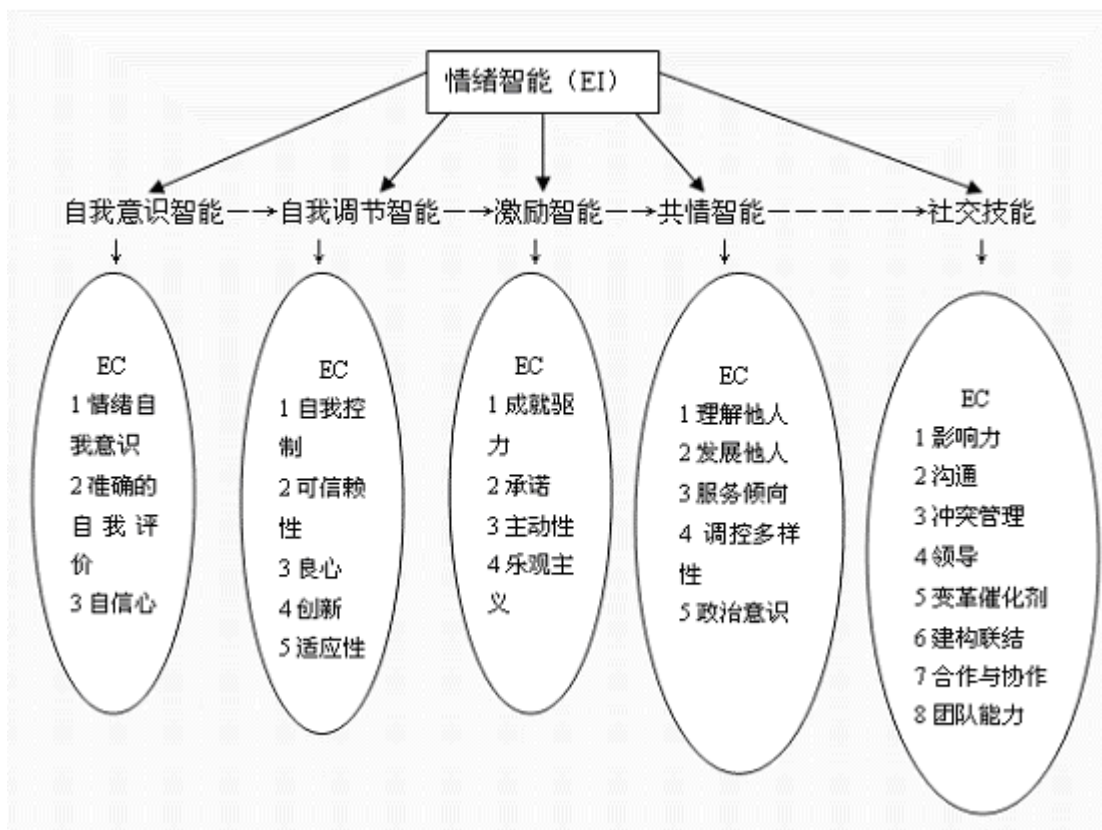 情绪智能（EI）
自我意识智能
自我调节智能
激励智能
共情智能
社交技能
EC
1 情绪自
我意识
2 准确的
自 我 评
价
3 自信心
EC
1 自我控
制
2 可信赖
性
3 良心
4 创新
5 适应性
EC
1 成就驱
力
2 承诺
3 主动性
4 乐观主
义
EC
1 理解他人
2 发展他人
3 服务倾向
4 调控多样
性
5 政治意识
EC
1 影响力
2 沟通
3 冲突管理
4 领导
5 变革催化剂
6 建构联结
7 合作与协作
8 团队能力